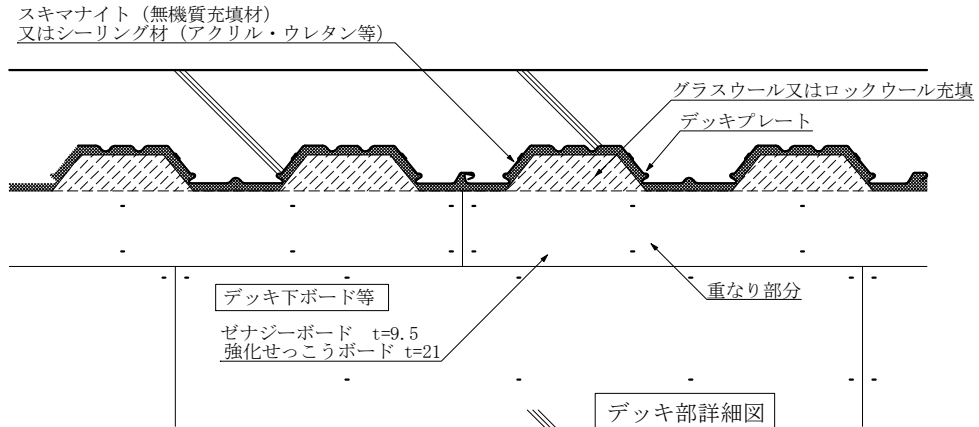 スキマナイト（無機質充填材）
又はシーリング材（アクリル・ウレタン等）
グラスウール又はロックウール充填
デッキプレート
デッキ下ボード等
重なり部分
ゼナジーボード　t=9.5
強化せっこうボード t=21
デッキ部詳細図